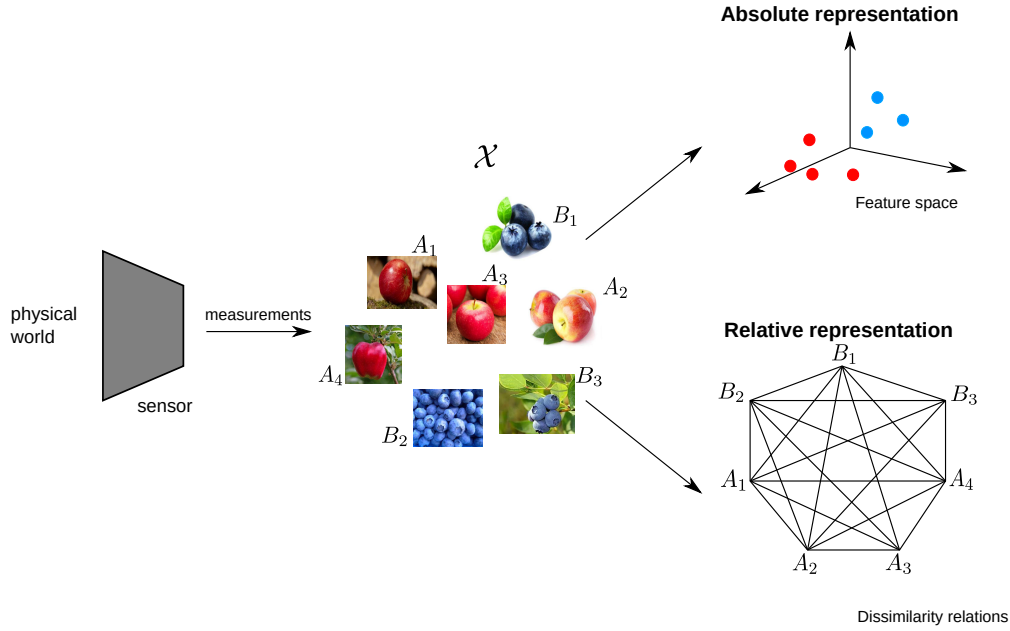 Absolute representation
Feature space
𝒳
B₁
A₁
A₃
A₂
physical
world
measurements
sensor
A₄
B₂
B₃
Relative representation
B₁
B₂
B₃
A₁
A₄
A₂
A₃
Dissimilarity relations